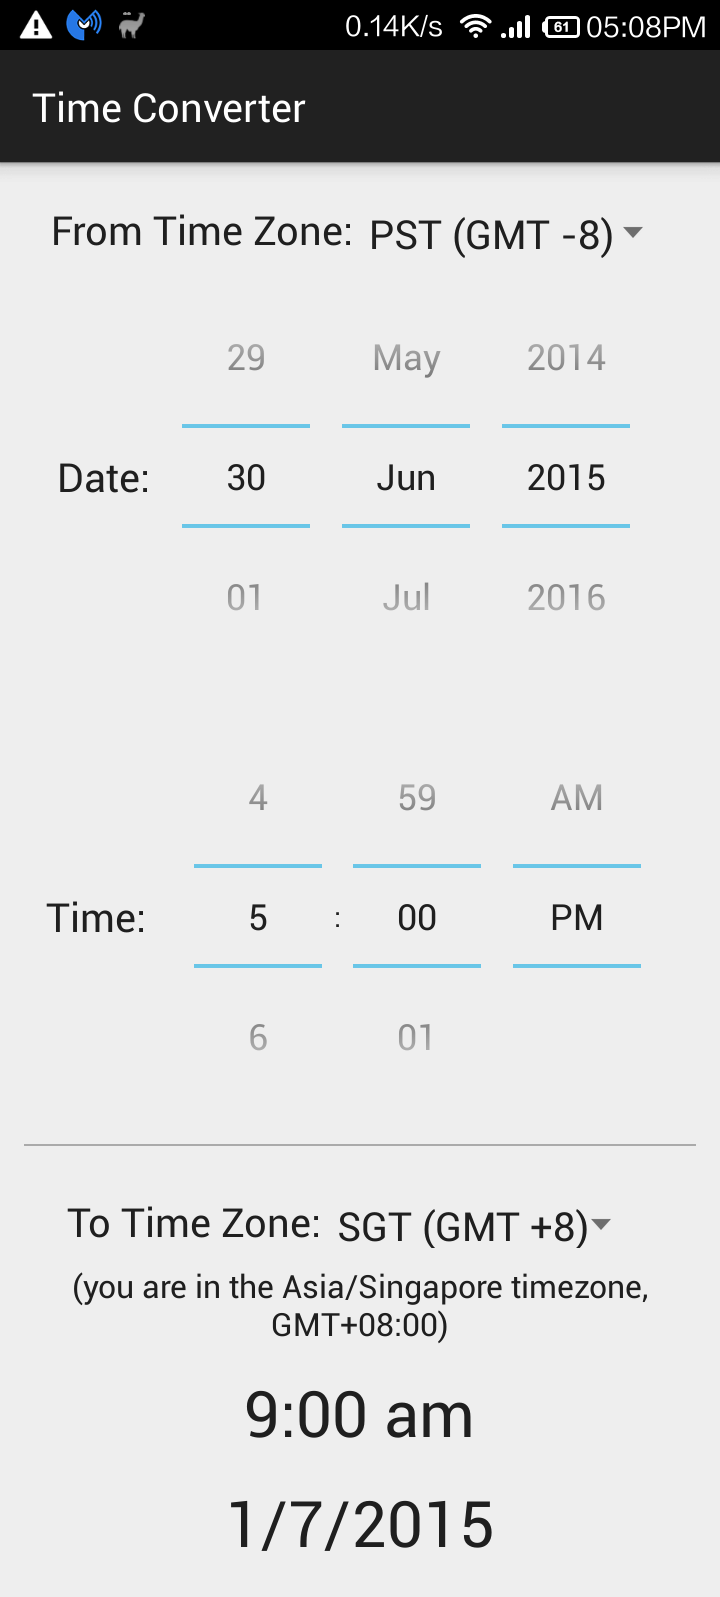 0.14K/s 61 05:08PM
Time Converter
From Time Zone: PST (GMT -8)
29 May 2014
Date: 30 Jun 2015
01 Jul 2016
4 59 AM
Time: 5 : 00 PM
6 01
To Time Zone: SGT (GMT +8)
(you are in the Asia/Singapore timezone,
GMT+08:00)
9:00 am
1/7/2015